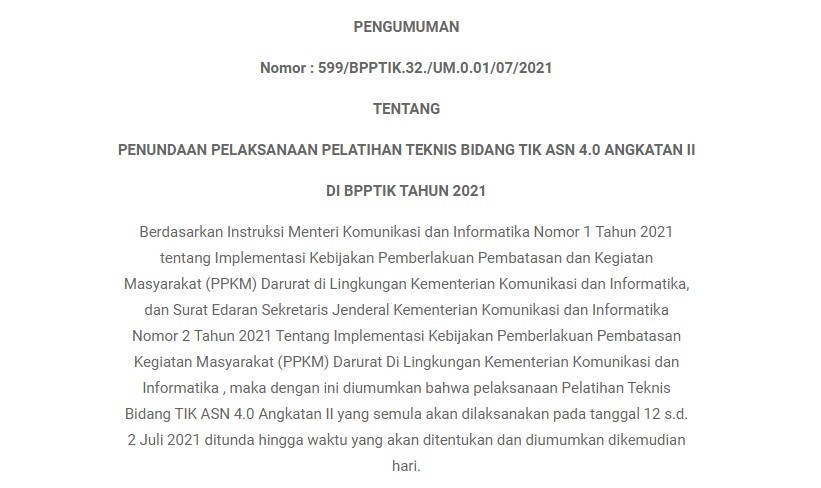 PENGUMUMAN
Nomor : 599/BPPTIK.32./UM.0.01/07/2021
TENTANG
PENUNDAAN PELAKSANAAN PELATIHAN TEKNIS BIDANG TIK ASN 4.0 ANGKATAN II
DI BPPTIK TAHUN 2021
Berdasarkan Instruksi Menteri Komunikasi dan Informatika Nomor 1 Tahun 2021
tentang Implementasi Kebijakan Pemberlakuan Pembatasan dan Kegiatan
Masyarakat (PPKM) Darurat di Lingkungan Kementerian Komunikasi dan Informatika,
dan Surat Edaran Sekretaris Jenderal Kementerian Komunikasi dan Informatika
Nomor 2 Tahun 2021 Tentang Implementasi Kebijakan Pemberlakuan Pembatasan
Kegiatan Masyarakat (PPKM) Darurat Di Lingkungan Kementerian Komunikasi dan
Informatika , maka dengan ini diumumkan bahwa pelaksanaan Pelatihan Teknis
Bidang TIK ASN 4.0 Angkatan II yang semula akan dilaksanakan pada tanggal 12 s.d.
2 Juli 2021 ditunda hingga waktu yang akan ditentukan dan diumumkan dikemudian
hari.